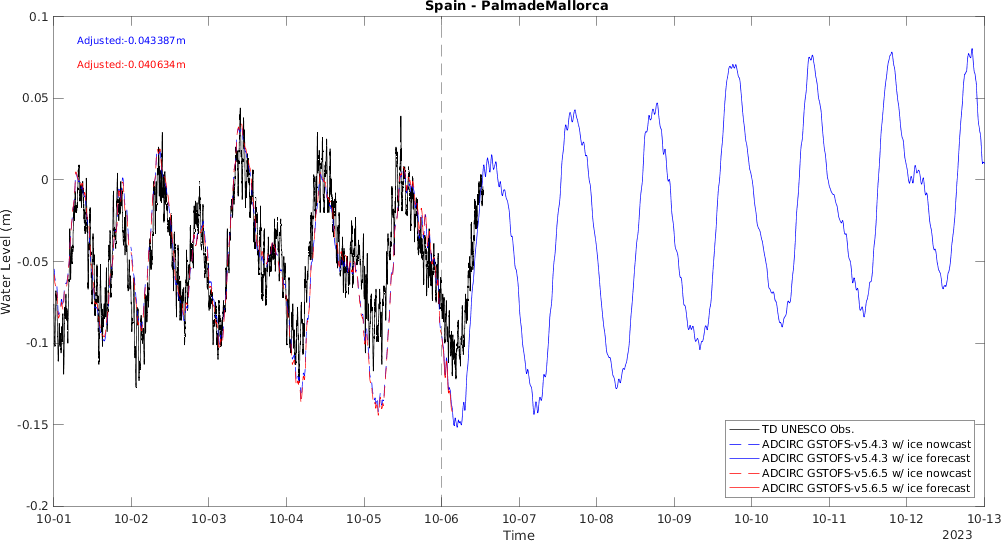 Spain - PalmadeMallorca
Adjusted:-0.043387m
Adjusted:-0.040634m
Water Level (m)
0.1
0.05
0
-0.05
-0.1
-0.15
-0.2
TD UNESCO Obs.
ADCIRC GSTOFS-v5.4.3 w/ ice nowcast
ADCIRC GSTOFS-v5.4.3 w/ ice forecast
ADCIRC GSTOFS-v5.6.5 w/ ice nowcast
ADCIRC GSTOFS-v5.6.5 w/ ice forecast
10-01 10-02 10-03 10-04 10-05 10-06 10-07 10-08 10-09 10-10 10-11 10-12 10-13
Time
2023